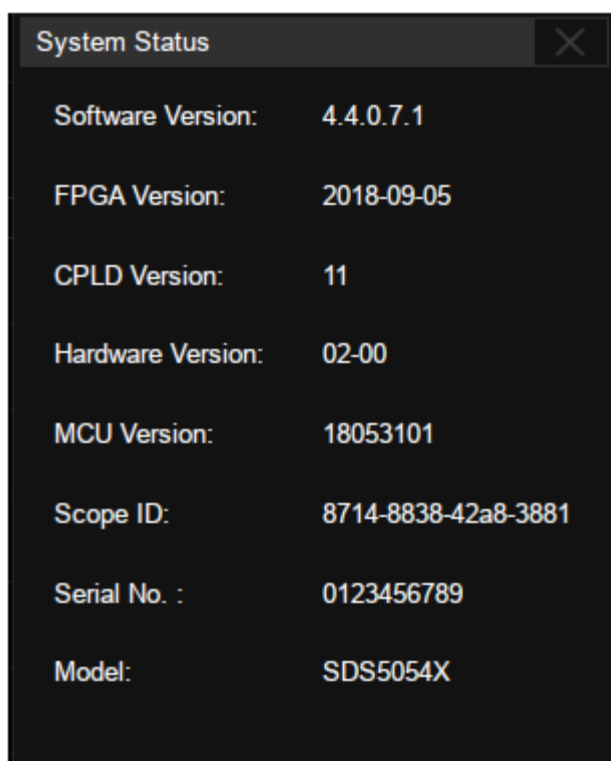 System Status
Software Version: 4.4.0.7.1
FPGA Version: 2018-09-05
CPLD Version: 11
Hardware Version: 02-00
MCU Version: 18053101
Scope ID: 8714-8838-42a8-3881
Serial No. : 0123456789
Model: SDS5054X